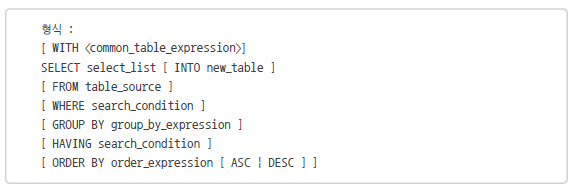 형식 :
[ WITH <common_table_expression>]
SELECT select_list [ INTO new_table ]
[ FROM table_source ]
[ WHERE search_condition ]
[ GROUP BY group_by_expression ]
[ HAVING search_condition ]
[ ORDER BY order_expression [ ASC ¦ DESC ] ]